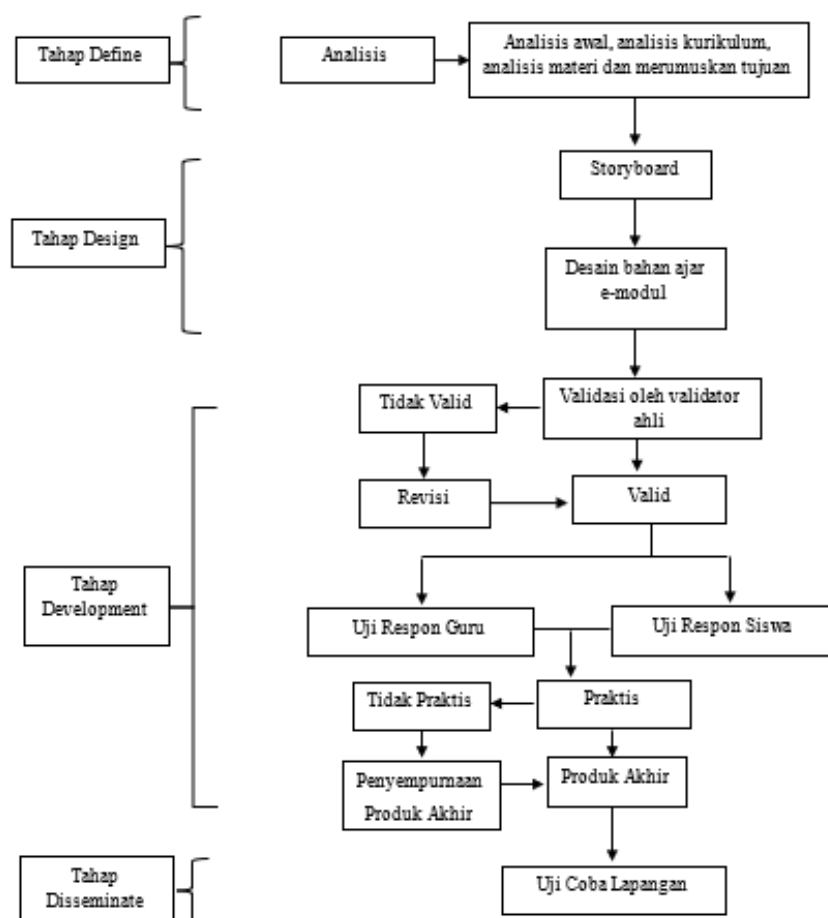 Tahap Define
Analisis
Analisis awal, analisis kurikulum,
analisis materi dan merumuskan tujuan
Storyboard
Tahap Design
Desain bahan ajar
e-modul
Tidak Valid
Validasi oleh validator
ahli
Revisi
Valid
Tahap
Development
Uji Respon Guru
Uji Respon Siswa
Tidak Praktis
Praktis
Penyempurnaan
Produk Akhir
Produk Akhir
Tahap
Disseminate
Uji Coba Lapangan